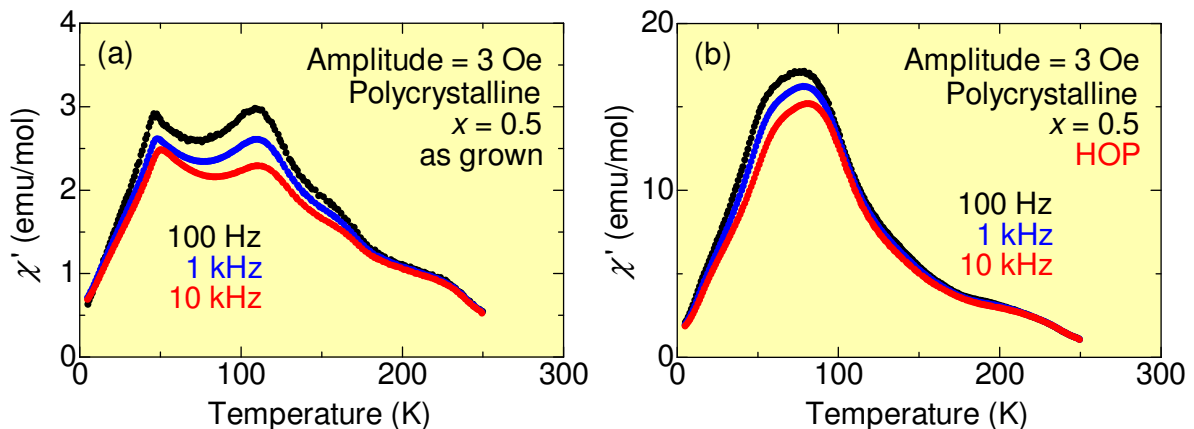 (a)
Amplitude = 3 Oe
Polycrystalline
x = 0.5
as grown
100 Hz
1 kHz
10 kHz
4
3
2
1
0
χ' (emu/mol)
0
100
200
300
Temperature (K)
(b)
Amplitude = 3 Oe
Polycrystalline
x = 0.5
HOP
100 Hz
1 kHz
10 kHz
20
10
0
χ' (emu/mol)
0
100
200
300
Temperature (K)